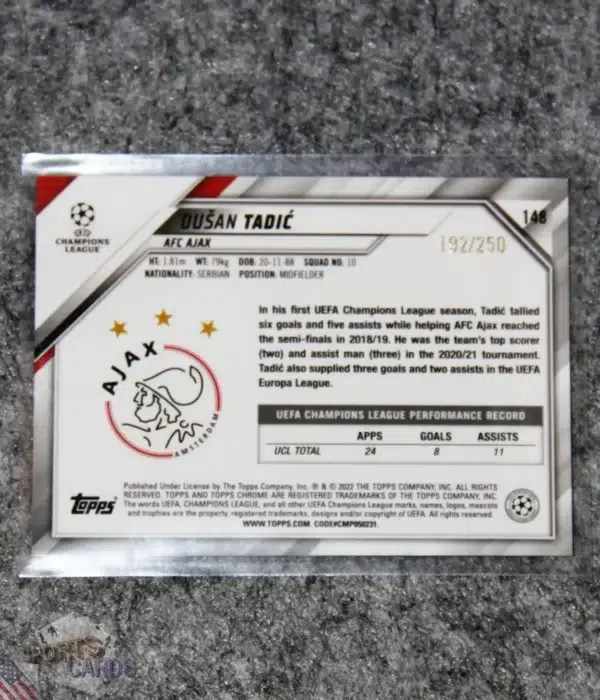 UEFA
CHAMPIONS
LEAGUE
DUŠAN TADIĆ
148
AFC AJAX
192/250
HT: 1.81m WT: 79kg DOB: 20-11-88 SQUAD NO: 10
NATIONALITY: SERBIAN POSITION: MIDFIELDER
In his first UEFA Champions League season, Tadić tallied
six goals and five assists while helping AFC Ajax reached
the semi-finals in 2018/19. He was the team's top scorer
(two) and assist man (three) in the 2020/21 tournament.
Tadić also supplied three goals and two assists in the UEFA
Europa League.
AJAX
AMSTERDAM
UEFA CHAMPIONS LEAGUE PERFORMANCE RECORD
APPS GOALS ASSISTS
UCL TOTAL 24 8 11
Topps
Published Under License by The Topps Company, Inc. ® & © 2022 THE TOPPS COMPANY, INC. ALL RIGHTS
RESERVED. TOPPS AND TOPPS CHROME ARE REGISTERED TRADEMARKS OF THE TOPPS COMPANY, INC.
The words UEFA, CHAMPIONS LEAGUE, and all other UEFA Champions League marks, names, logos, mascots
and trophies are the property, registered trademarks, designs and/or copyright of UEFA. All rights reserved.
WWW.TOPPS.COM. CODE#CMP050231.
SPORTS
CARDS